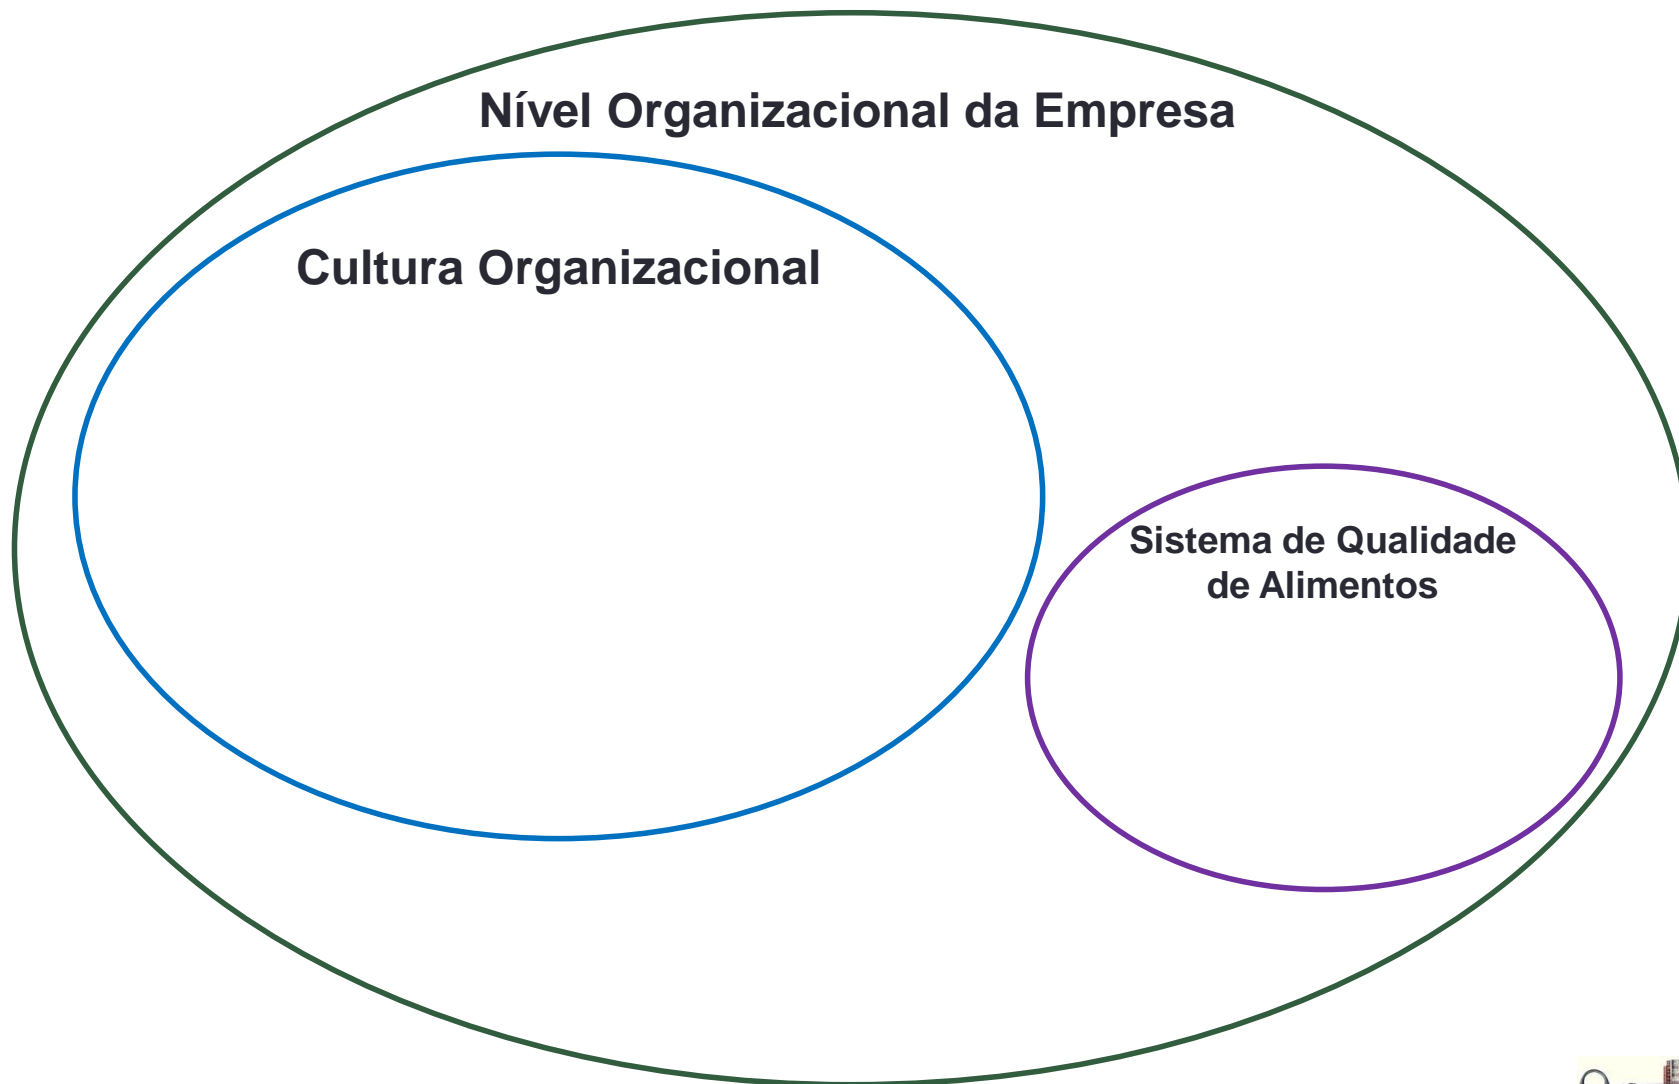 Nível Organizacional da Empresa
Cultura Organizacional
Sistema de Qualidade
de Alimentos